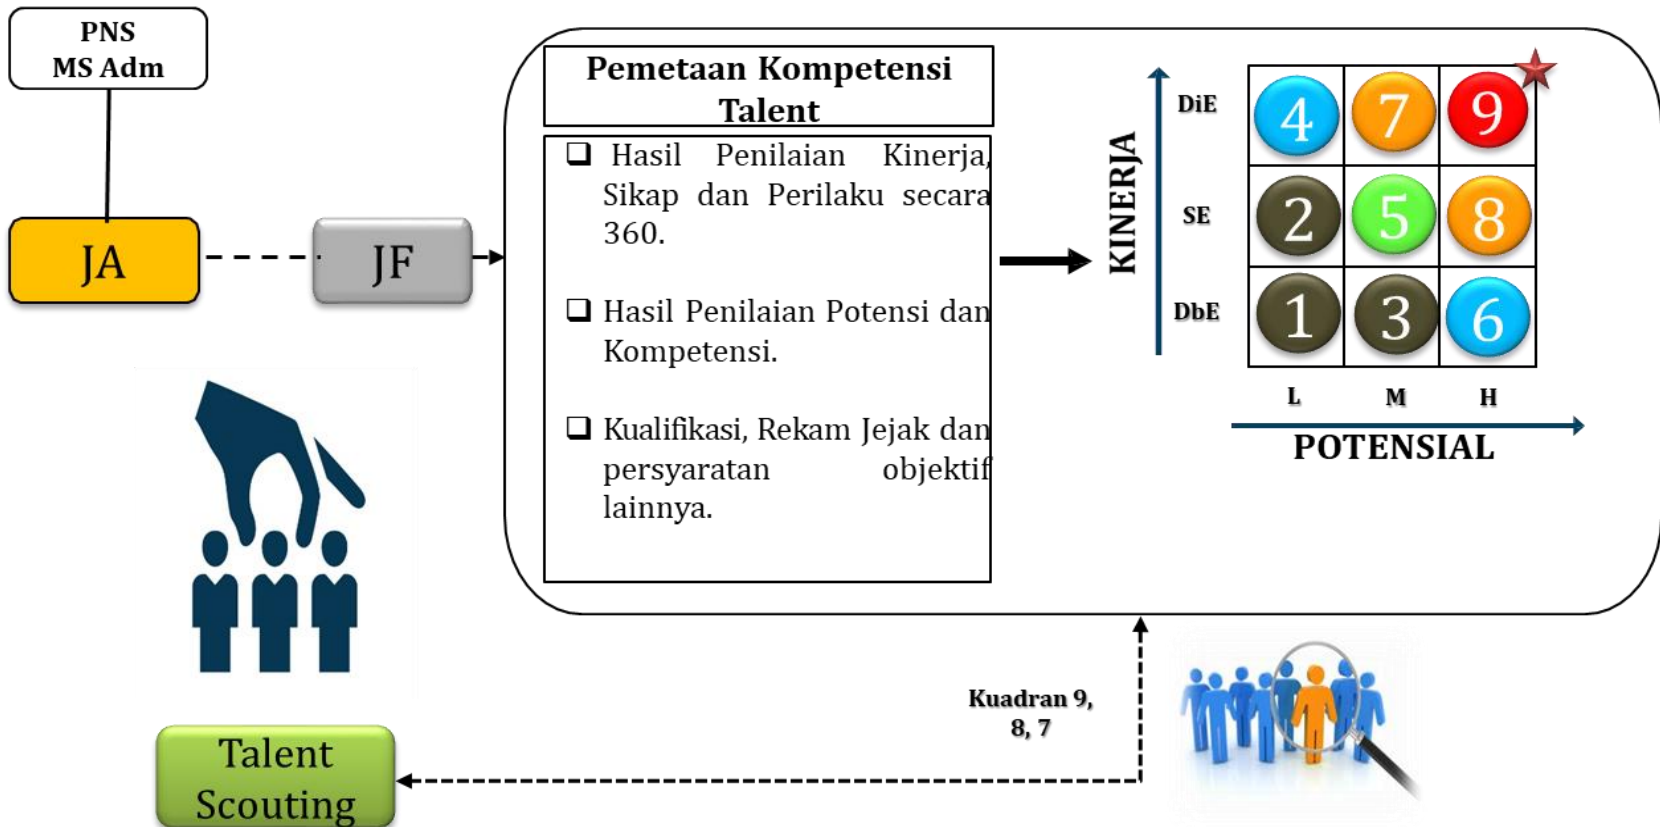 PNS
MS Adm
JA
JF
Pemetaan Kompetensi
Talent
Hasil Penilaian Kinerja,
Sikap dan Perilaku secara
360.
Hasil Penilaian Potensi dan
Kompetensi.
Kualifikasi, Rekam Jejak dan
persyaratan objektif
lainnya.
KINERJA
DiE
4 7 9
SE
2 5 8
DbE
1 3 6
L M H
POTENSIAL
Kuadran 9,
8, 7
Talent
Scouting